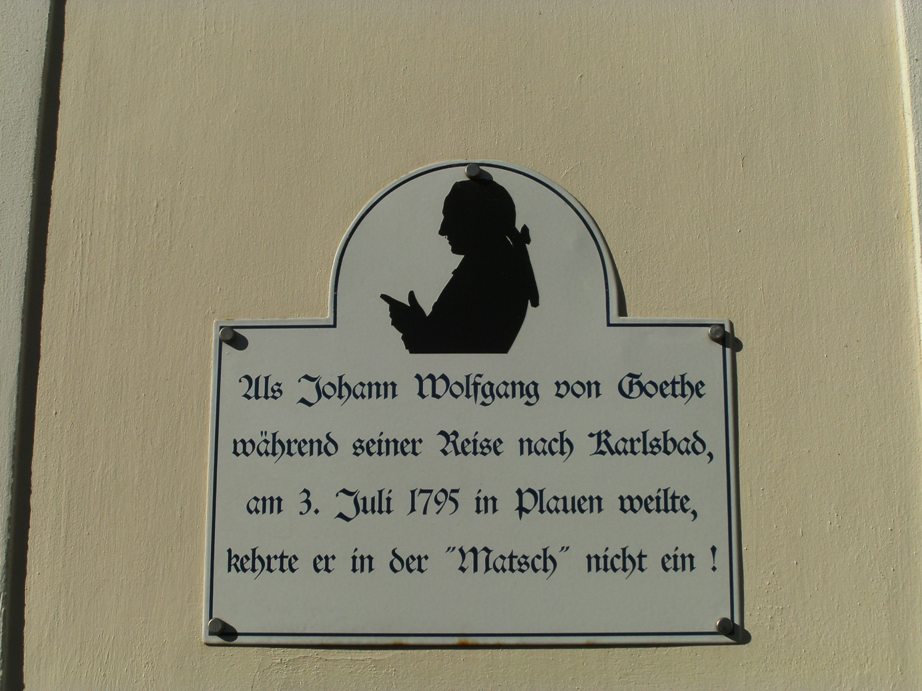 Als Johann Wolfgang von Goethe
während seiner Reise nach Karlsbad,
am 3. Juli 1795 in Plauen weilte,
kehrte er in der "Matsch" nicht ein !